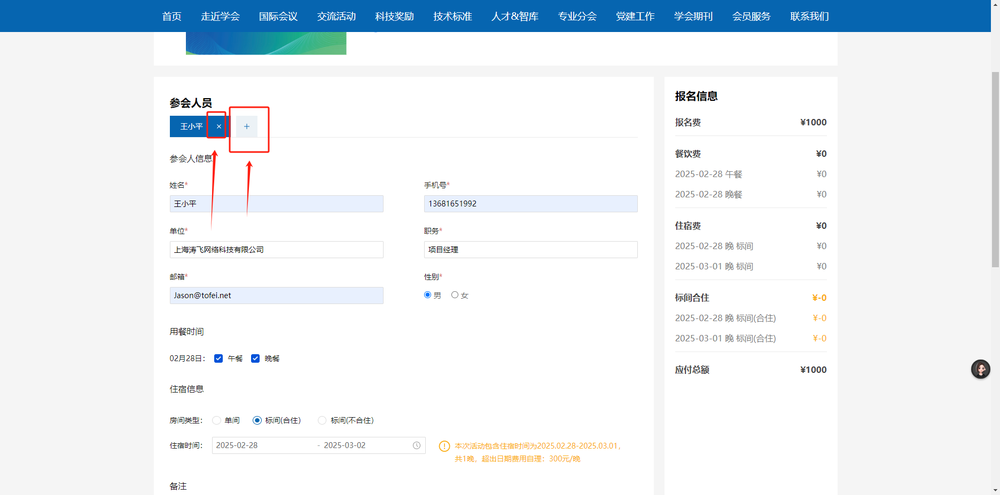 首页 走近学会 国际会议 交流活动 科技奖励 技术标准 人才&智库 专业分会 党建工作 学会期刊 会员服务 联系我们
参会人员
王小平 × +
参会人信息
姓名*
王小平
手机号*
13681651992
单位*
上海涛飞网络科技有限公司
职务*
项目经理
邮箱*
Jason@tofei.net
性别*
男 女
用餐时间
02月28日： 午餐 晚餐
住宿信息
房间类型： 单间 标间(合住) 标间(不合住)
住宿时间： 2025-02-28 - 2025-03-02
本次活动包含住宿时间为2025.02.28-2025.03.01，
共1晚，超出日期费用自理：300元/晚
备注
报名信息
报名费 ¥1000
餐饮费 ¥0
2025-02-28 午餐 ¥0
2025-02-28 晚餐 ¥0
住宿费 ¥0
2025-02-28 晚 标间 ¥0
2025-03-01 晚 标间 ¥0
标间合住 ¥-0
2025-02-28 晚 标间(合住) ¥-0
2025-03-01 晚 标间(合住) ¥-0
应付总额 ¥1000